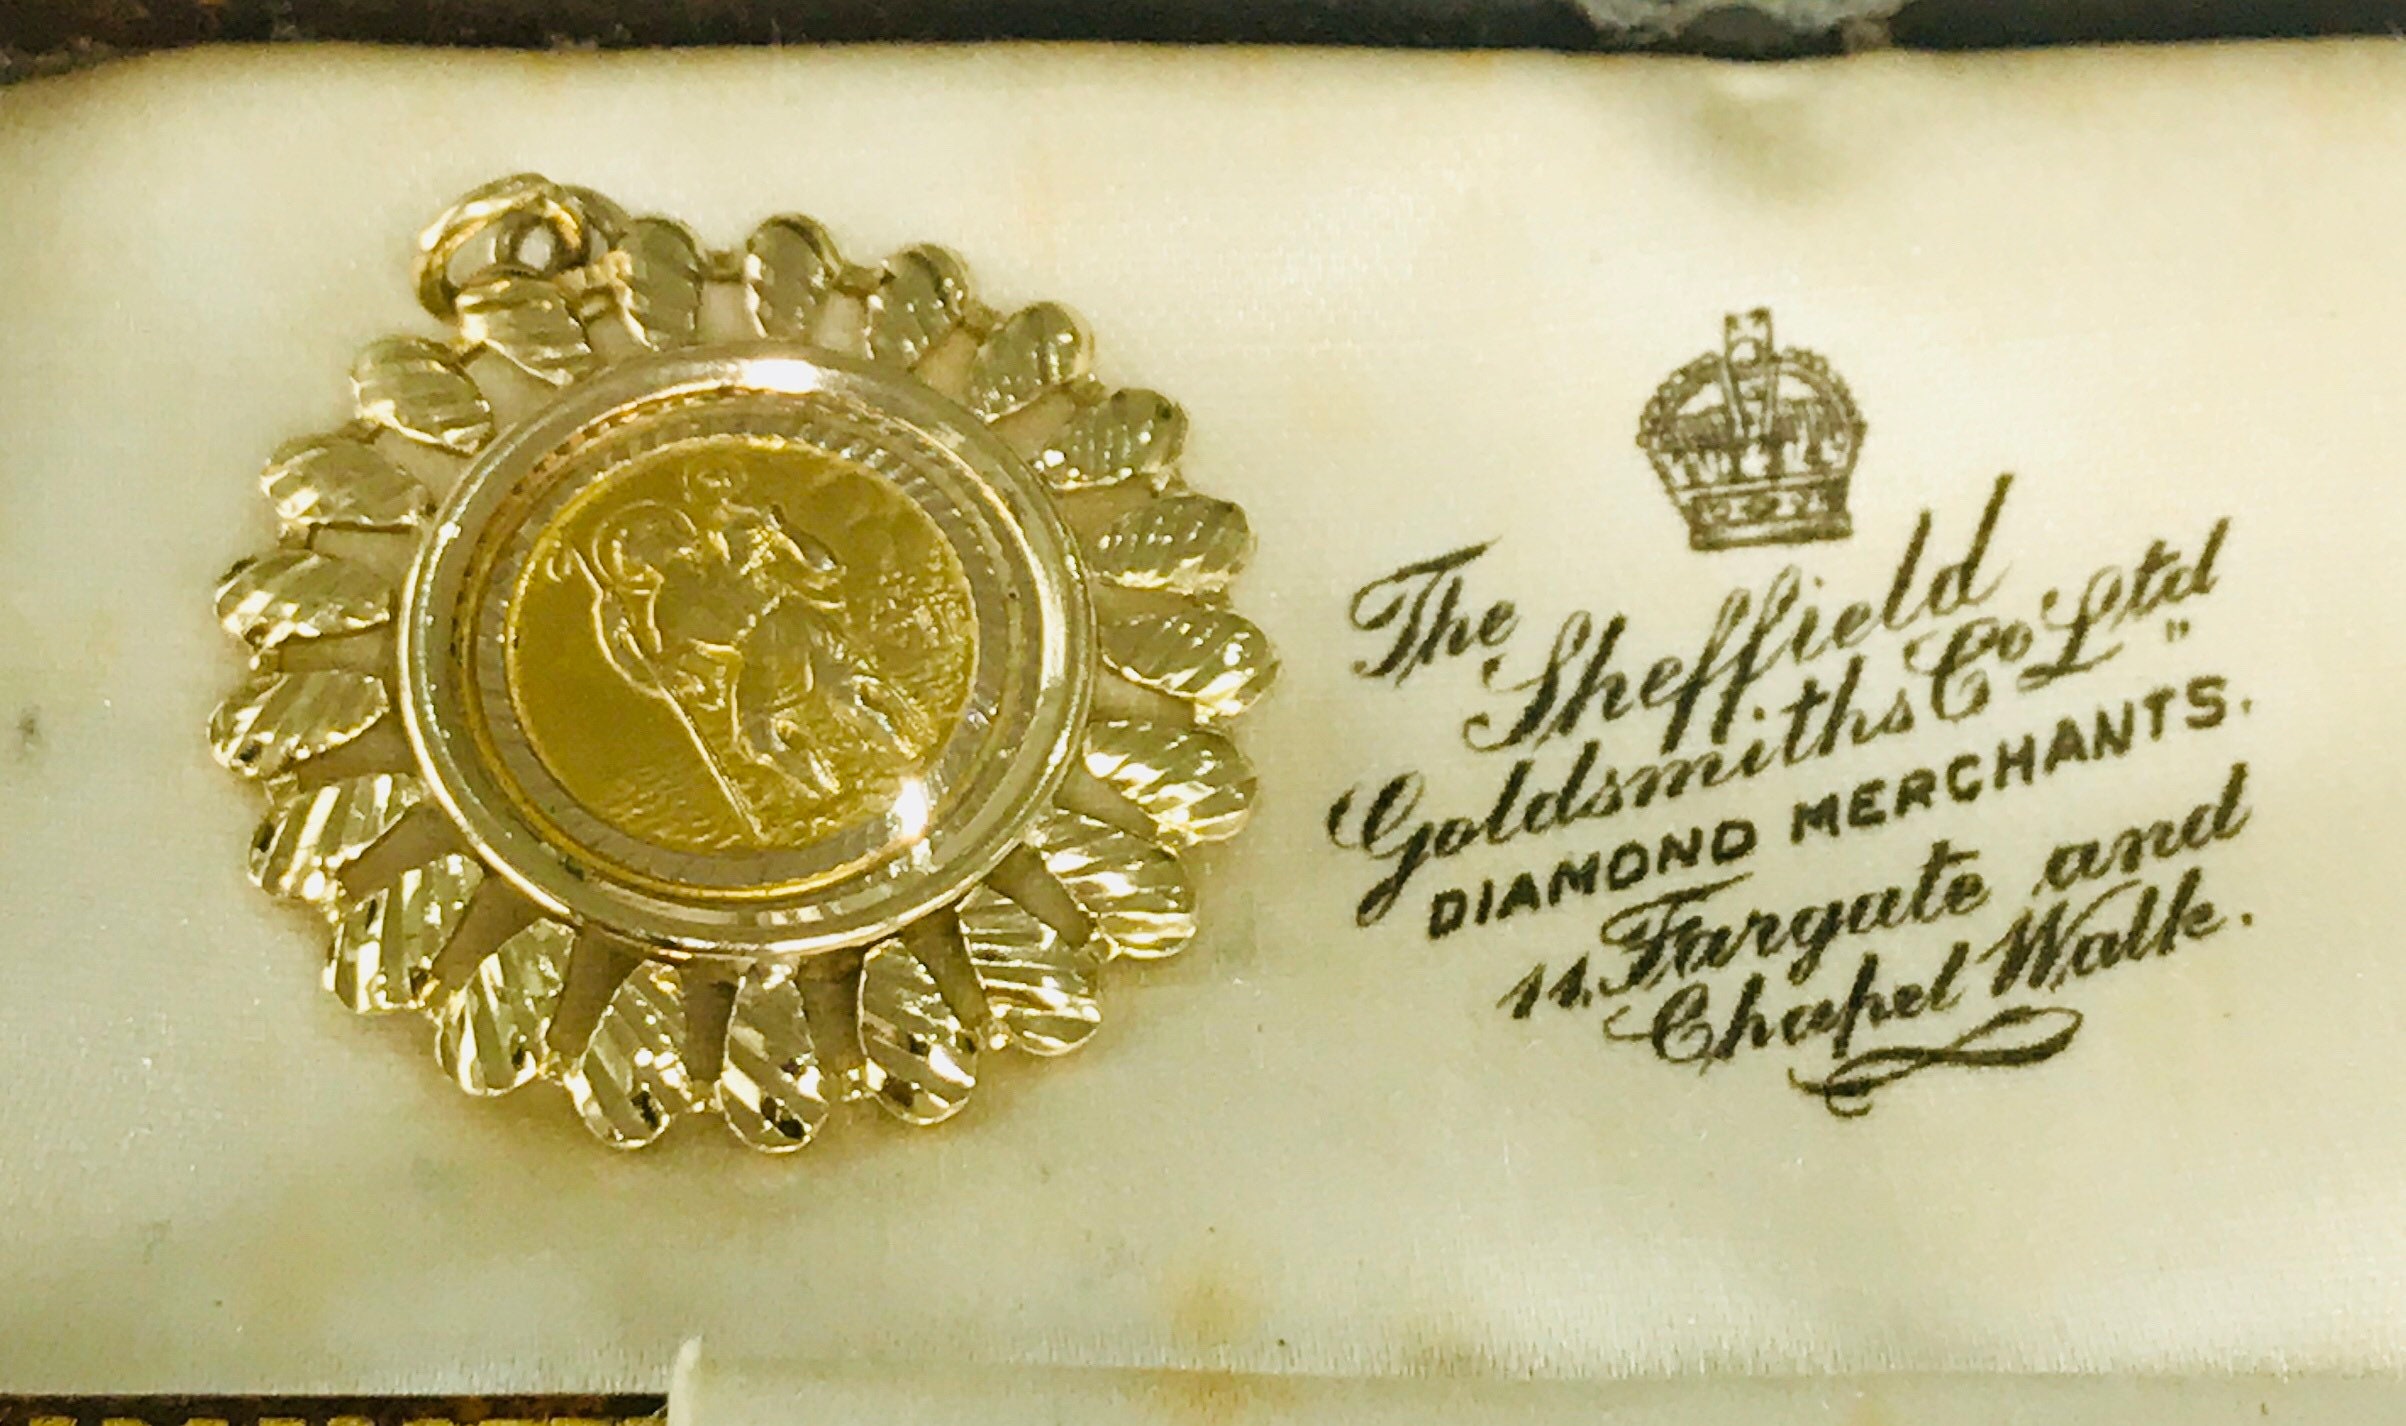 The
"Sheffield
Goldsmiths Co Ltd"
DIAMOND MERCHANTS.
14, Fargate and
Chapel Walk.